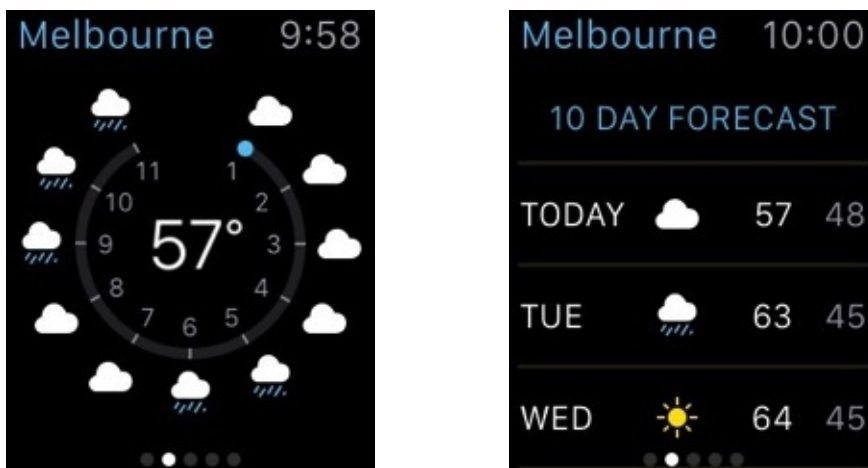 Melbourne 9:58
11 1
10 2
57°
9 3
8 4
7 6 5
Melbourne 10:00
10 DAY FORECAST
TODAY 57 48
TUE 63 45
WED 64 45